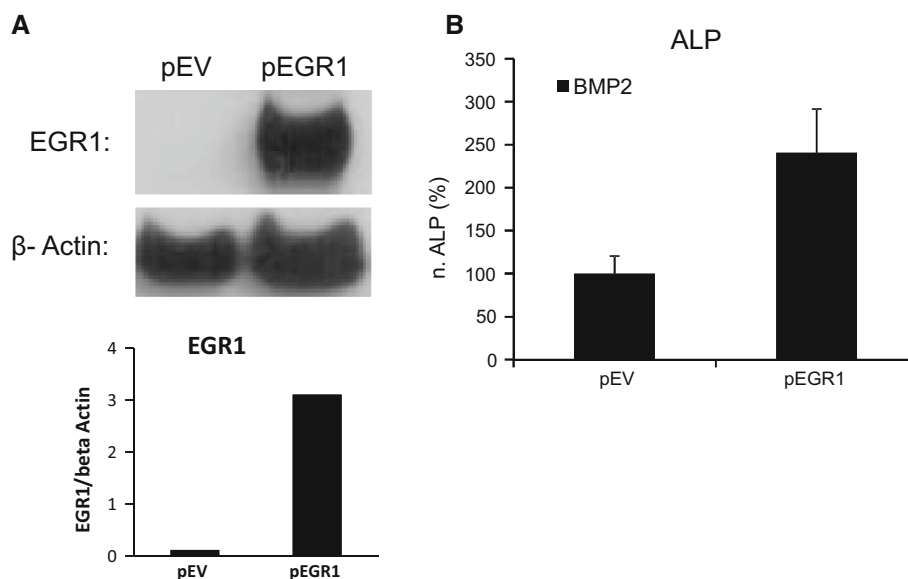 A
pEV pEGR1
EGR1:
β- Actin:
EGR1
4
3
2
1
0
EGR1/beta Actin
pEV pEGR1
B
ALP
350
300
250
200
150
100
50
0
n. ALP (%)
BMP2
pEV pEGR1